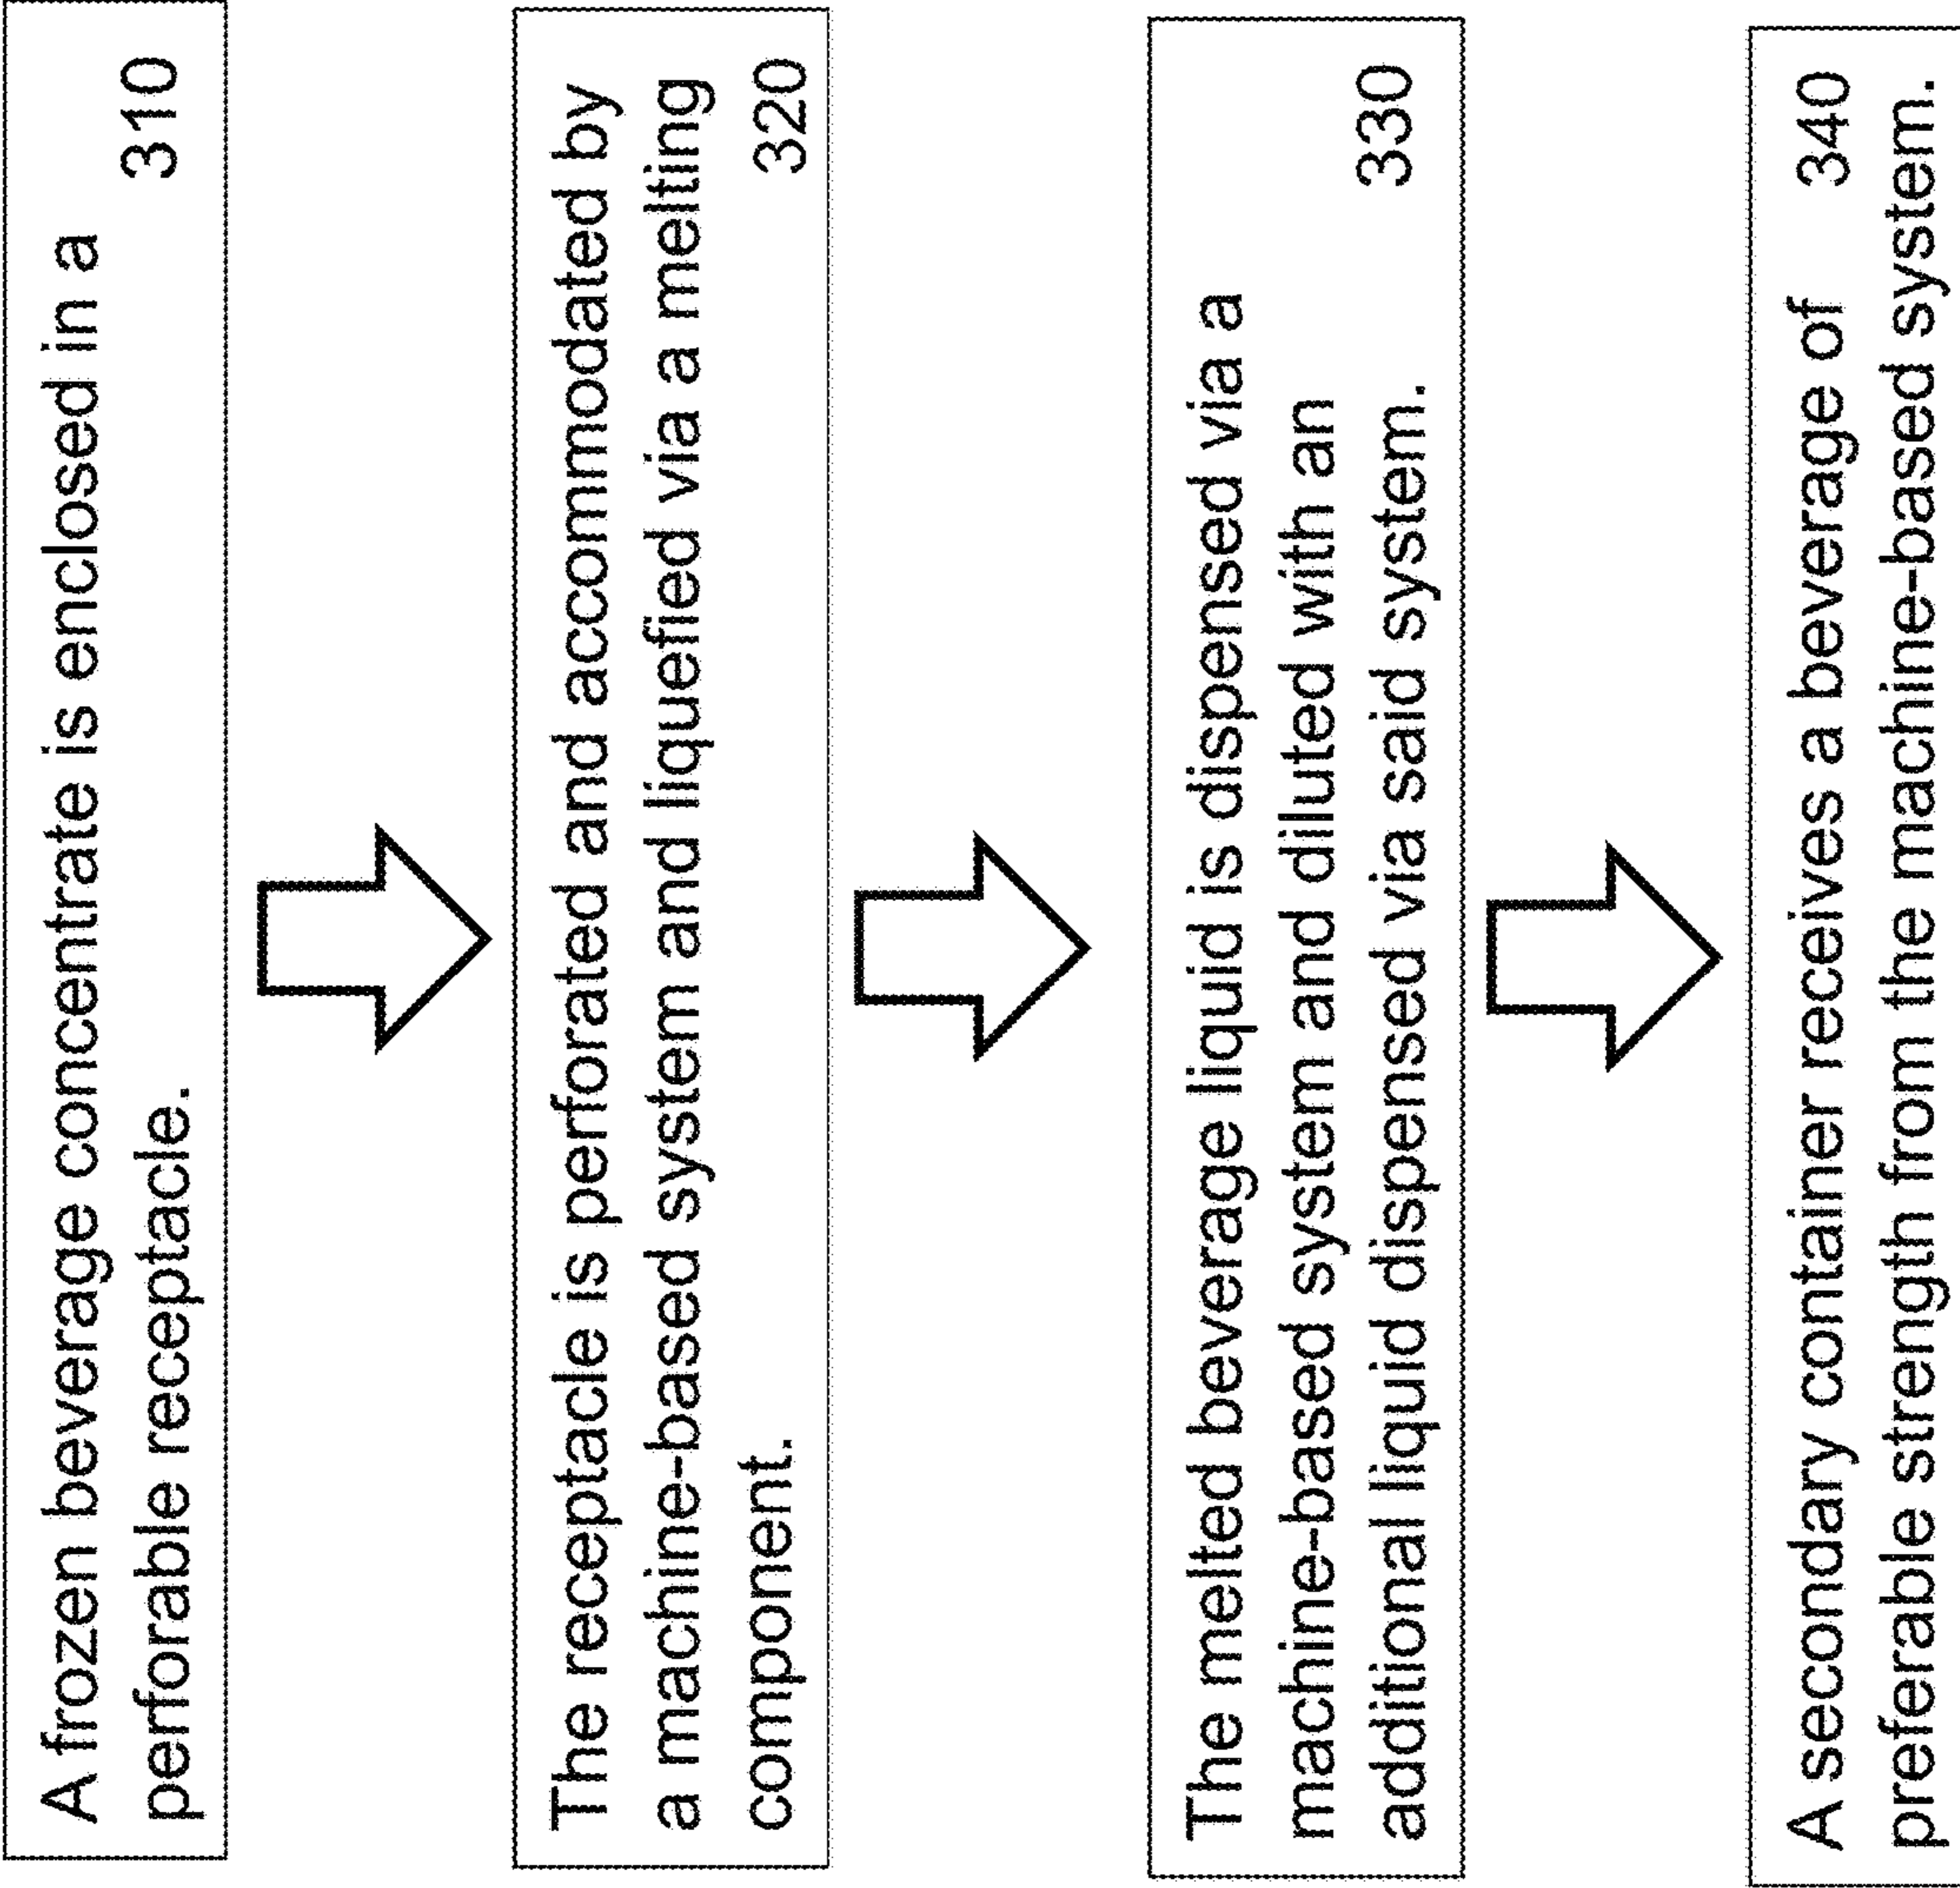 A frozen beverage concentrate is enclosed in a
perforable receptacle. 310
The receptacle is perforated and accommodated by
a machine-based system and liquefied via a melting
component. 320
The melted beverage liquid is dispensed via a
machine-based system and diluted with an
additional liquid dispensed via said system. 330
A secondary container receives a beverage of 340
preferable strength from the machine-based system.